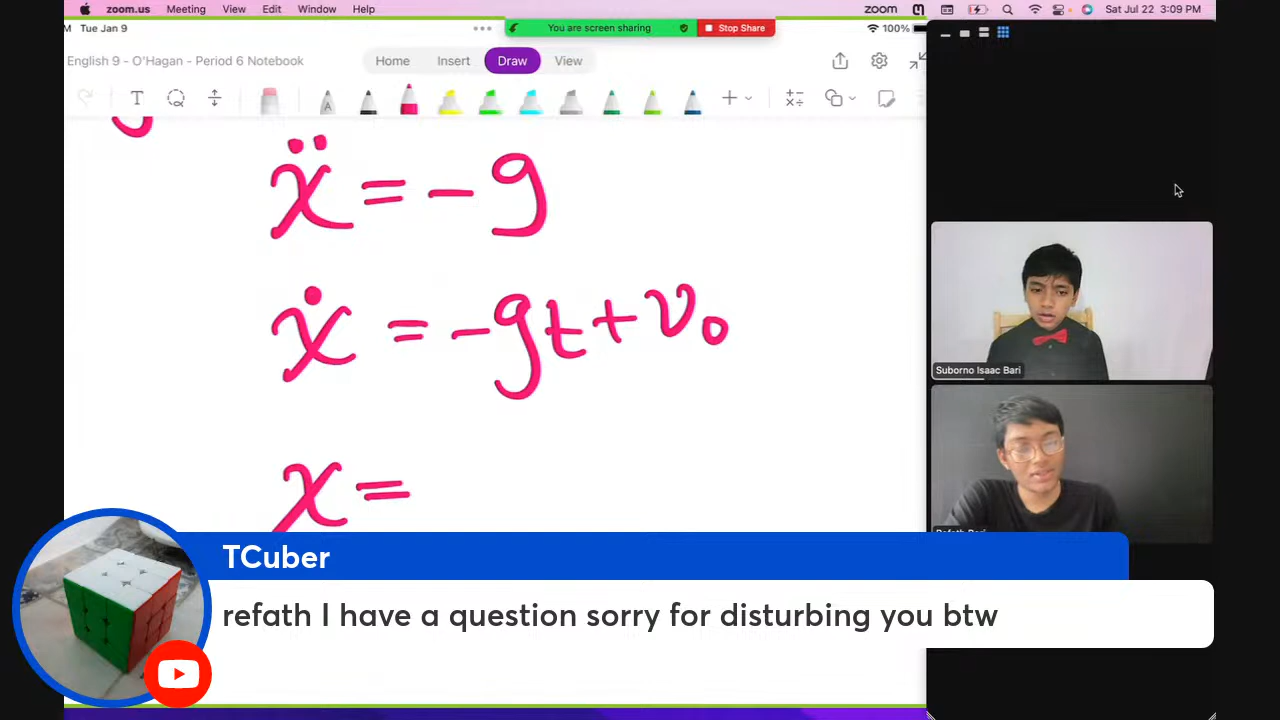 zoom.us Meeting View Edit Window Help zoom Sat Jul 22 3:09 PM
Tue Jan 9 You are screen sharing Stop Share 100%
English 9 - O'Hagan - Period 6 Notebook Home Insert Draw View
T A
ẍ = -g
ẋ = -gt + v₀
x =
Suborno Isaac Bari
TCuber
refath I have a question sorry for disturbing you btw